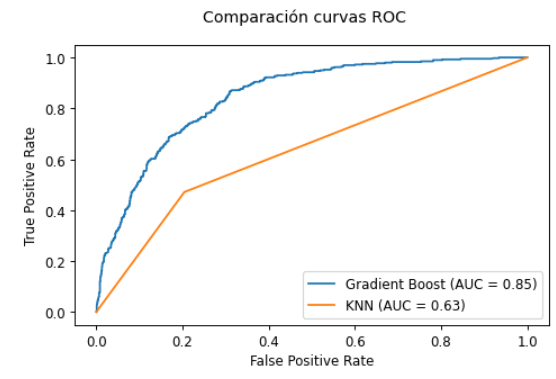 Comparación curvas ROC
True Positive Rate
1.0
0.8
0.6
0.4
0.2
0.0
Gradient Boost (AUC = 0.85)
KNN (AUC = 0.63)
0.0 0.2 0.4 0.6 0.8 1.0
False Positive Rate